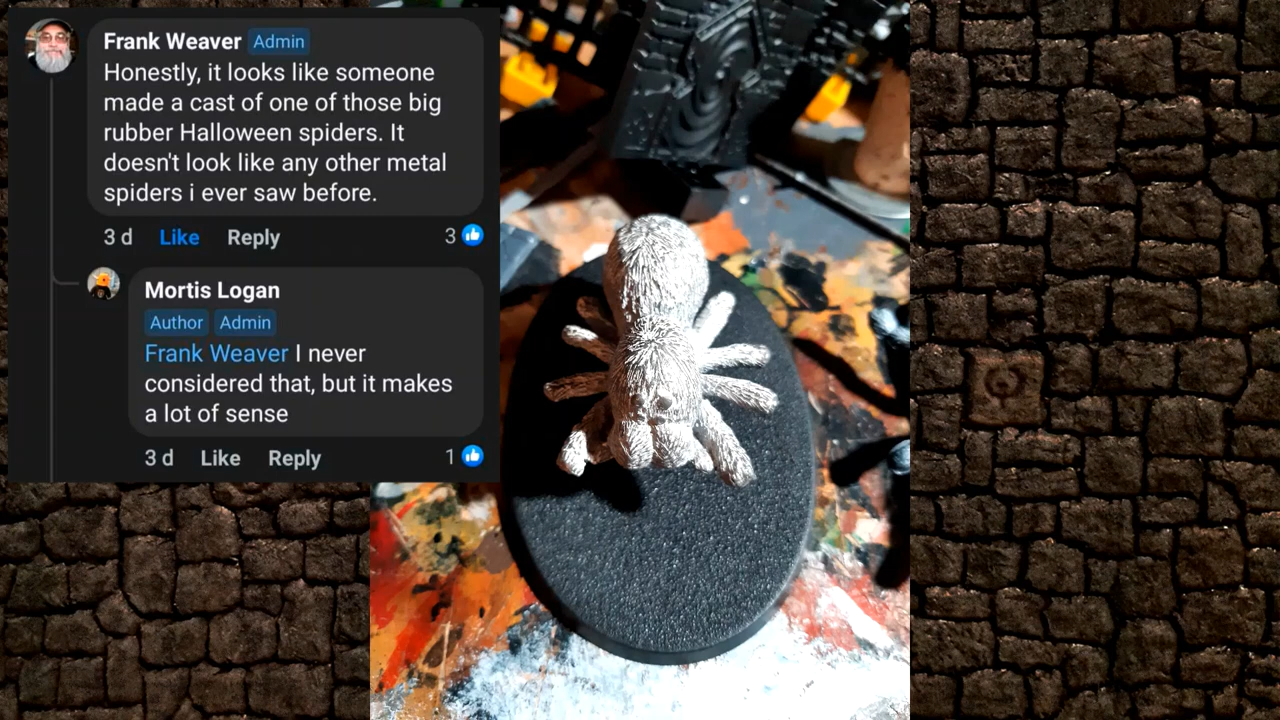 Frank Weaver Admin
Honestly, it looks like someone
made a cast of one of those big
rubber Halloween spiders. It
doesn't look like any other metal
spiders i ever saw before.
3 d Like Reply 3
Mortis Logan
Author Admin
Frank Weaver I never
considered that, but it makes
a lot of sense
3 d Like Reply 1